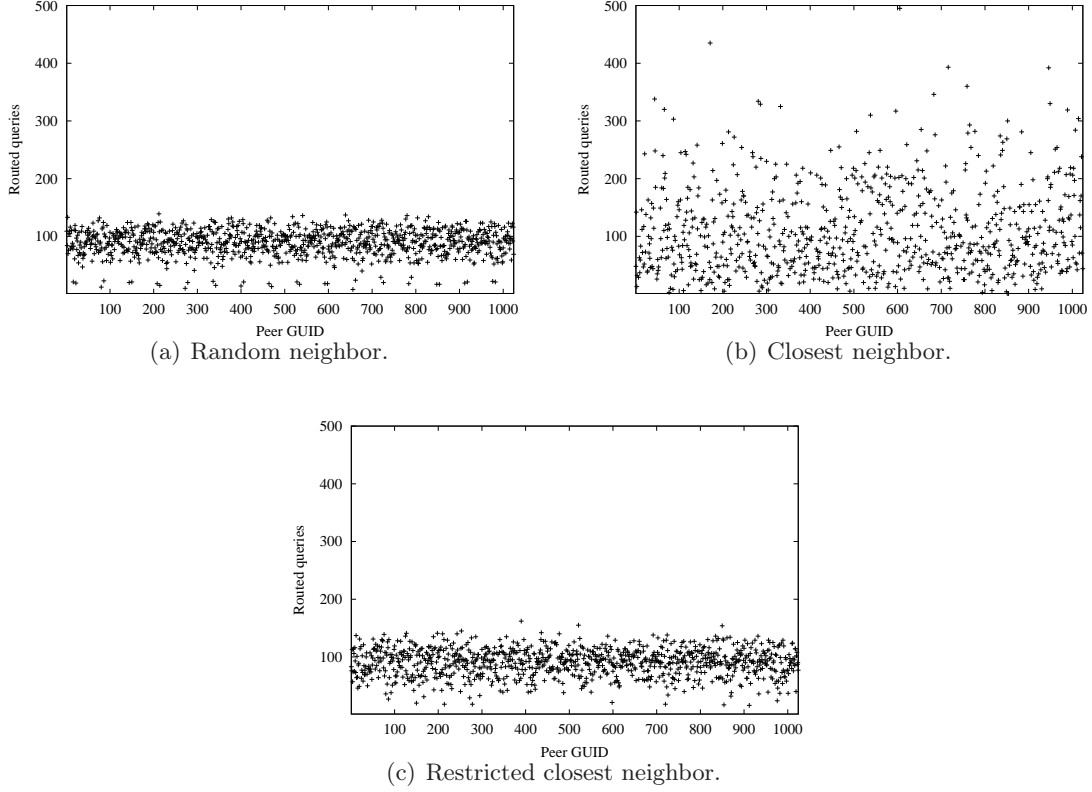 500
400
300
200
100
Routed queries
100 200 300 400 500 600 700 800 900 1000
Peer GUID
(a) Random neighbor.
500
400
300
200
100
Routed queries
100 200 300 400 500 600 700 800 900 1000
Peer GUID
(b) Closest neighbor.
500
400
300
200
100
Routed queries
100 200 300 400 500 600 700 800 900 1000
Peer GUID
(c) Restricted closest neighbor.